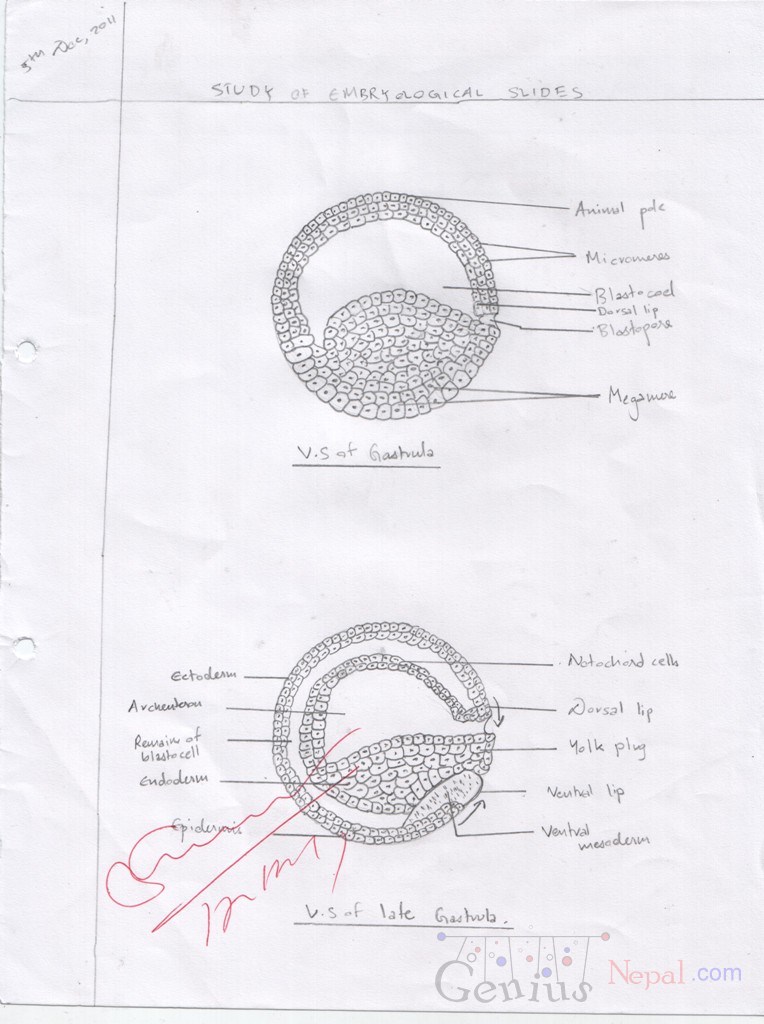 5th Dec, 2011
STUDY OF EMBRYOLOGICAL SLIDES
Animal pole
Micromeres
Blastocoel
Dorsal lip
Blastopore
Megamere
V.S of Gastrula
Ectoderm
Archenteron
Remain of
blastocell
Endoderm
Epidermis
Notochord cells
Dorsal lip
Yolk plug
Ventral lip
Ventral
mesoderm
V.S of late Gastrula.
Genius Nepal.com